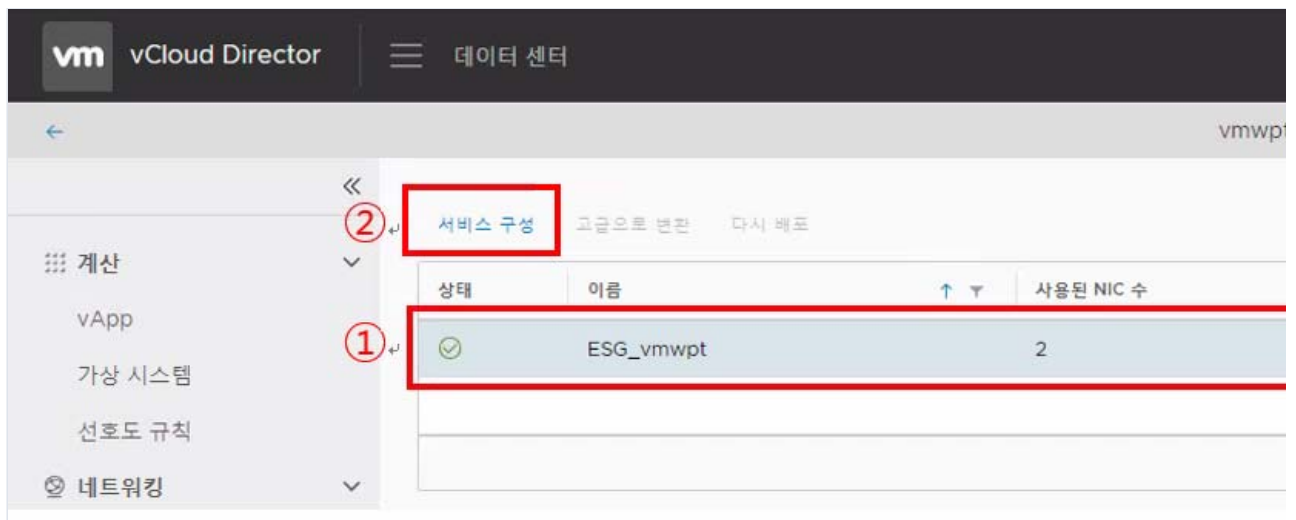 vm vCloud Director 데이터 센터
vmwpt
② 서비스 구성 고급으로 변환 다시 배포
계산
상태 이름 사용된 NIC 수
vApp
① ESG_vmwpt 2
가상 시스템
선호도 규칙
네트워킹